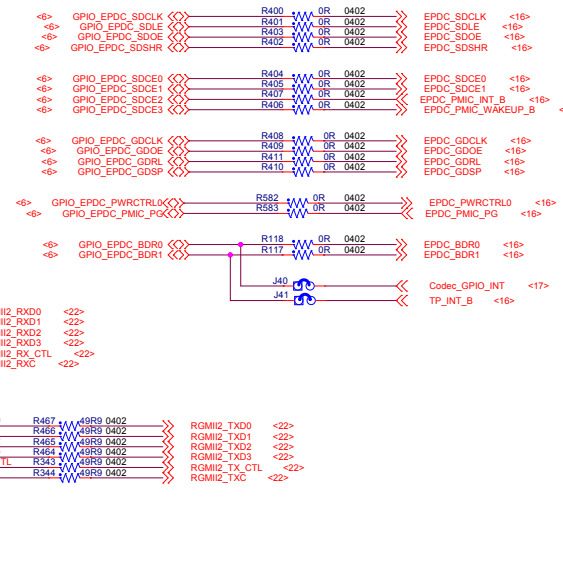 <6> GPIO_EPDC_SDCLK R400 0R 0402 EPDC_SDCLK <16>
<6> GPIO_EPDC_SDLE R401 0R 0402 EPDC_SDLE <16>
<6> GPIO_EPDC_SDOE R403 0R 0402 EPDC_SDOE <16>
<6> GPIO_EPDC_SDSHR R402 0R 0402 EPDC_SDSHR <16>
<6> GPIO_EPDC_SDCE0 R404 0R 0402 EPDC_SDCE0 <16>
<6> GPIO_EPDC_SDCE1 R405 0R 0402 EPDC_SDCE1 <16>
<6> GPIO_EPDC_SDCE2 R407 0R 0402 EPDC_PMIC_INT_B <16>
<6> GPIO_EPDC_SDCE3 R406 0R 0402 EPDC_PMIC_WAKEUP_B <
<6> GPIO_EPDC_GDCLK R408 0R 0402 EPDC_GDCLK <16>
<6> GPIO_EPDC_GDOE R409 0R 0402 EPDC_GDOE <16>
<6> GPIO_EPDC_GDRL R411 0R 0402 EPDC_GDRL <16>
<6> GPIO_EPDC_GDSP R410 0R 0402 EPDC_GDSP <16>
<6> GPIO_EPDC_PWRCTRL0 R582 0R 0402 EPDC_PWRCTRL0 <16>
<6> GPIO_EPDC_PMIC_PG R583 0R 0402 EPDC_PMIC_PG <16>
<6> GPIO_EPDC_BDR0 R118 0R 0402 EPDC_BDR0 <16>
<6> GPIO_EPDC_BDR1 R117 0R 0402 EPDC_BDR1 <16>
J40 Codec_GPIO_INT <17>
J41 TP_INT_B <16>
II2_RXD0 <22>
II2_RXD1 <22>
II2_RXD2 <22>
II2_RXD3 <22>
II2_RX_CTL <22>
II2_RXC <22>
R467 49R9 0402 RGMII2_TXD0 <22>
R466 49R9 0402 RGMII2_TXD1 <22>
R465 49R9 0402 RGMII2_TXD2 <22>
R464 49R9 0402 RGMII2_TXD3 <22>
TL R343 49R9 0402 RGMII2_TX_CTL <22>
R344 49R9 0402 RGMII2_TXC <22>